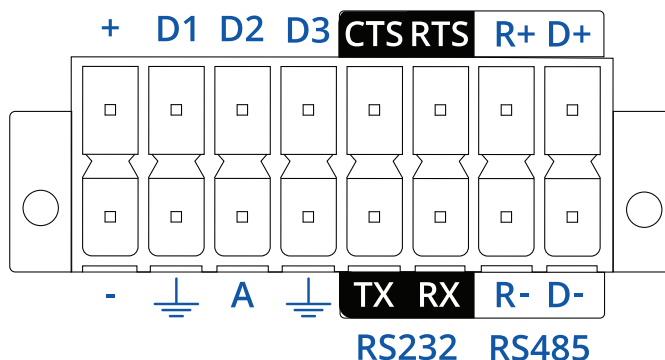 + D1 D2 D3 CTS RTS R+ D+
- A TX RX R- D-
RS232 RS485